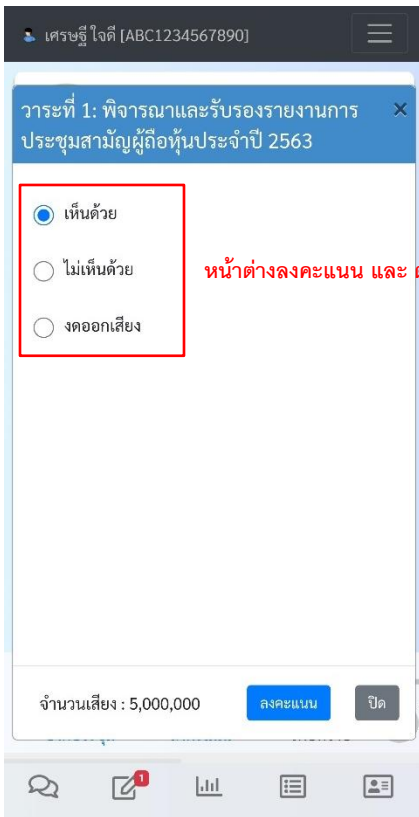 เศรษฐี ใจดี [ABC1234567890]
วาระที่ 1: พิจารณาและรับรองรายงานการ
ประชุมสามัญผู้ถือหุ้นประจำปี 2563
×
เห็นด้วย
ไม่เห็นด้วย
หน้าต่างลงคะแนน และ
งดออกเสียง
จำนวนเสียง : 5,000,000
ลงคะแนน
ปิด
1